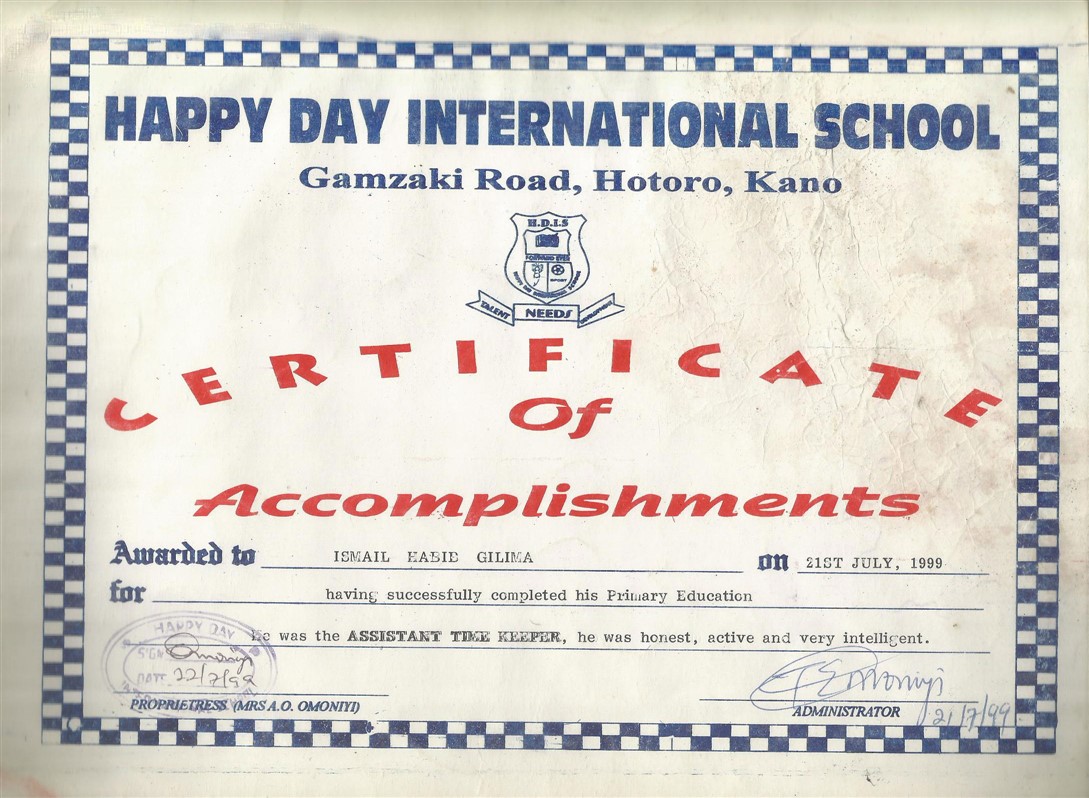 HAPPY DAY INTERNATIONAL SCHOOL
Gamzaki Road, Hotoro, Kano
H.D.I.S
TALENT NEEDS
CERTIFICATE
Of
Accomplishments
Awarded to ISMAIL HABIB GILIMA on 21ST JULY, 1999
for having successfully completed his Primary Education
He was the ASSISTANT TIME KEEPER, he was honest, active and very intelligent.
HAPPY DAY
SIGN Omoniyi
DATE 22/7/99
PROPRIETRESS (MRS A.O. OMONIYI)
ADMINISTRATOR 21/7/99